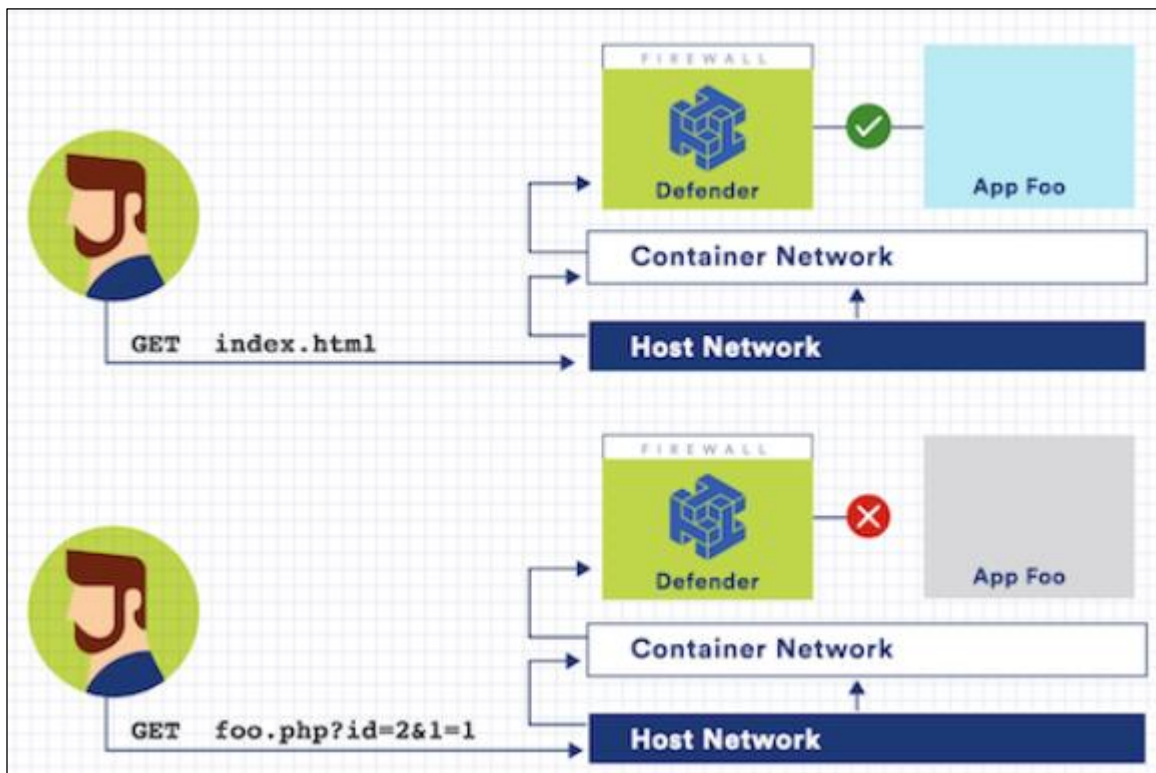 FIREWALL
Defender
App Foo
Container Network
GET index.html
Host Network
FIREWALL
Defender
App Foo
Container Network
GET foo.php?id=2&1=1
Host Network